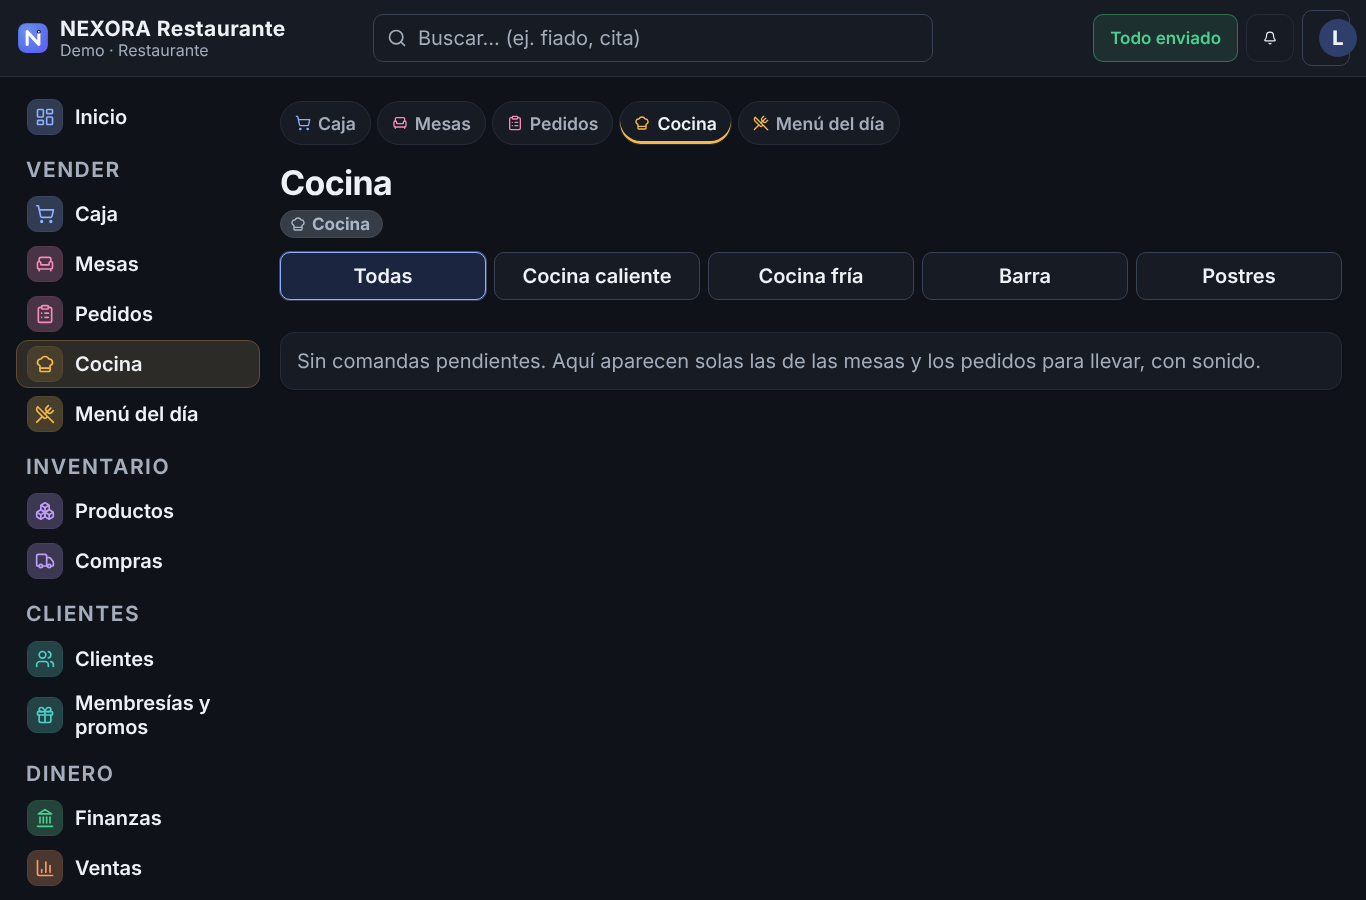 NEXORA Restaurante
Demo · Restaurante
Buscar... (ej. fiado, cita)
Todo enviado
L
Inicio
VENDER
Caja
Mesas
Pedidos
Cocina
Menú del día
INVENTARIO
Productos
Compras
CLIENTES
Clientes
Membresías y
promos
DINERO
Finanzas
Ventas
Caja
Mesas
Pedidos
Cocina
Menú del día
Cocina
Cocina
Todas
Cocina caliente
Cocina fría
Barra
Postres
Sin comandas pendientes. Aquí aparecen solas las de las mesas y los pedidos para llevar, con sonido.